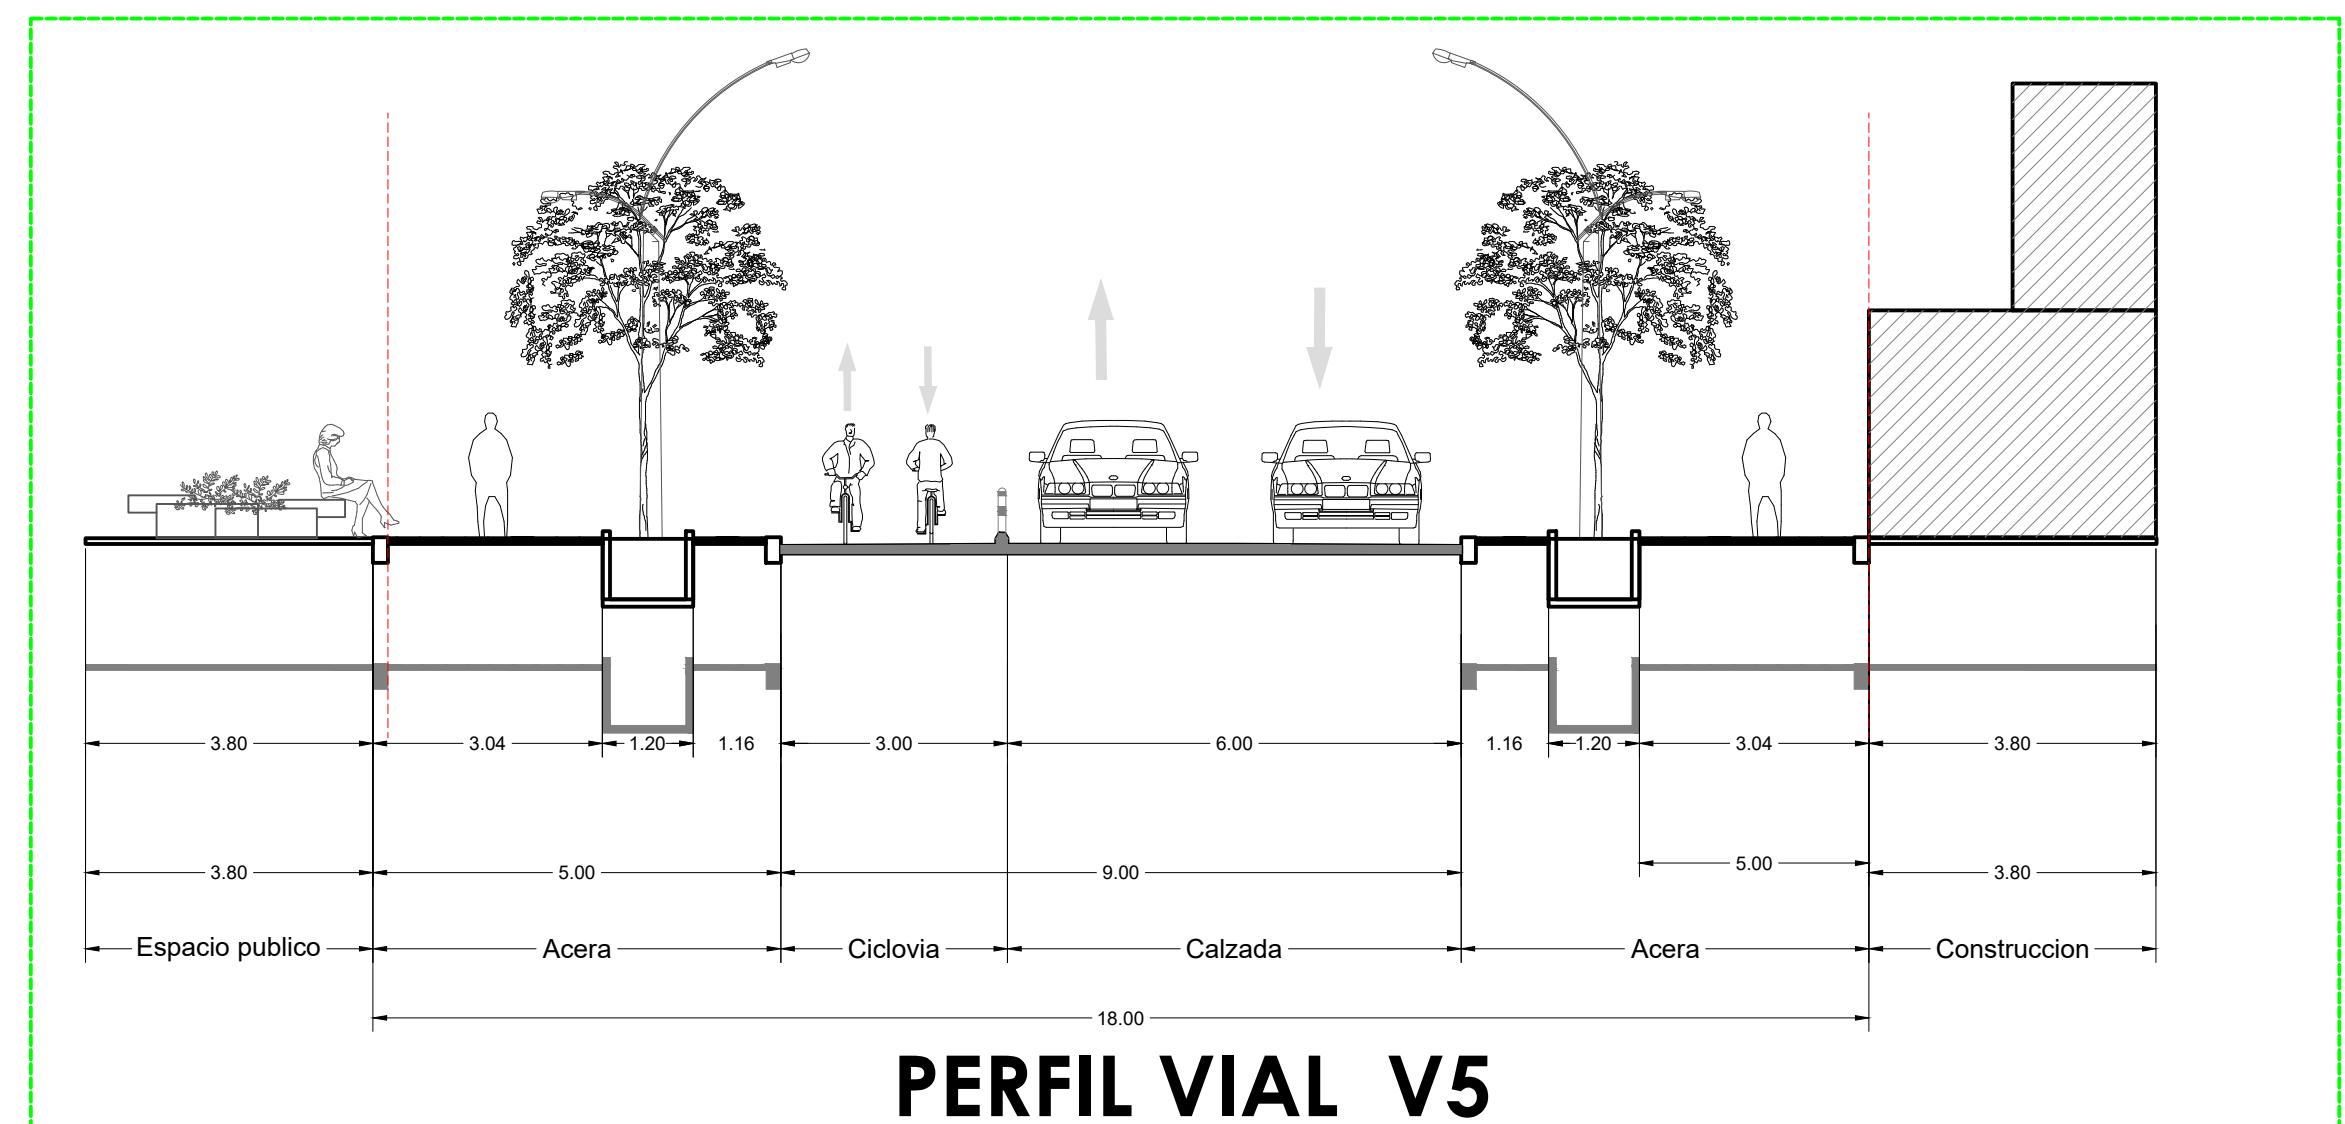 3.80 3.04 1.20 1.16 3.00 6.00 1.16 1.20 3.04 3.80
3.80 5.00 9.00 5.00 3.80
Espacio publico Acera Ciclovia Calzada Acera Construccion
18.00
PERFIL VIAL V5